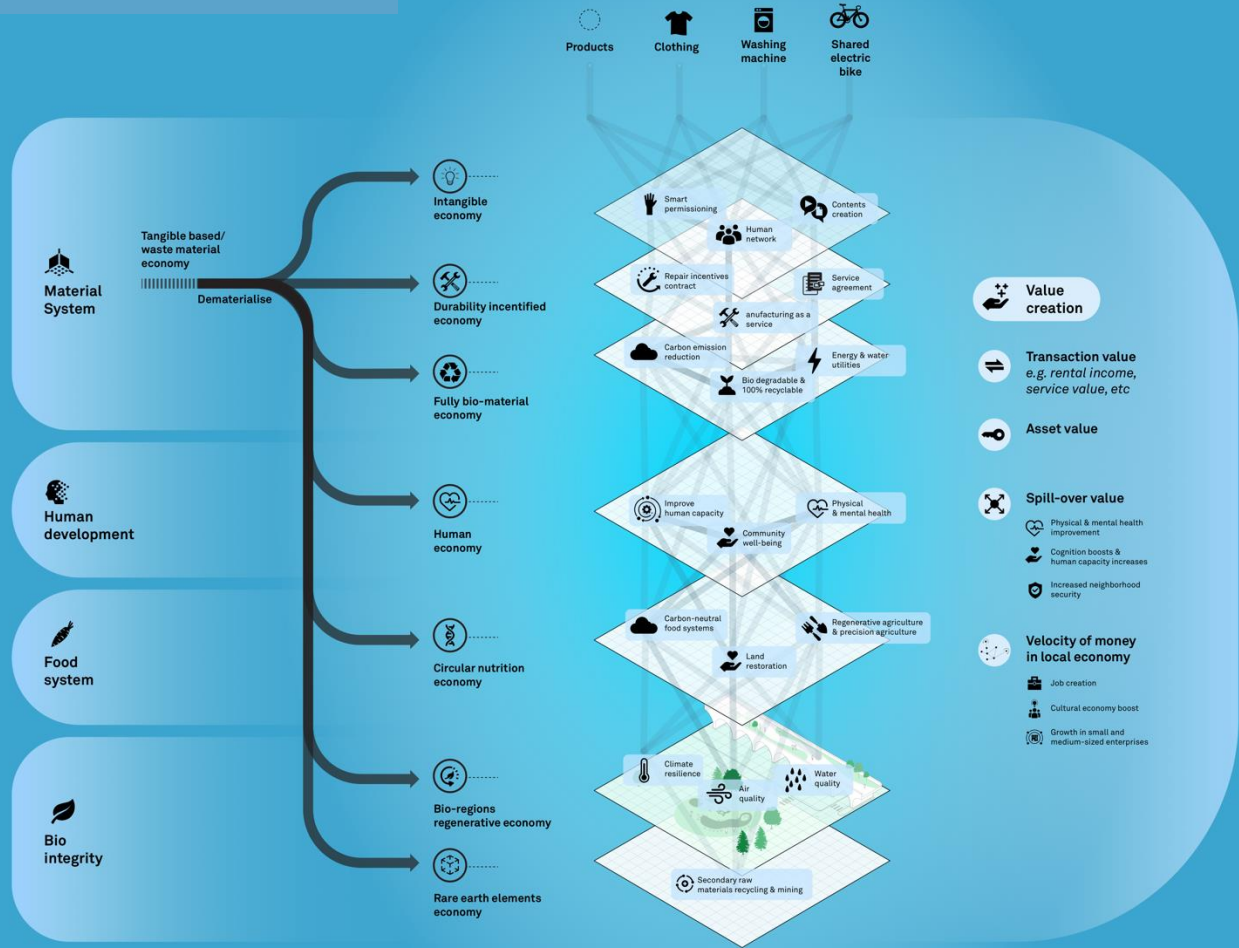 Products
Clothing
Washing
machine
Shared
electric
bike
Material
System
Tangible based/
waste material
economy
Dematerialise
Intangible
economy
Durability incentified
economy
Fully bio-material
economy
Human
development
Human
economy
Food
system
Circular nutrition
economy
Bio
integrity
Bio-regions
regenerative economy
Rare earth elements
economy
Smart
permissioning
Contents
creation
Human
network
Repair incentives
contract
Service
agreement
anufacturing as a
service
Carbon emission
reduction
Energy & water
utilities
Bio degradable &
100% recyclable
Improve
human capacity
Physical
& mental health
Community
well-being
Carbon-neutral
food systems
Regenerative agriculture
& precision agriculture
Land
restoration
Climate
resilience
Water
quality
Air
quality
Secondary raw
materials recycling & mining
Value
creation
Transaction value
e.g. rental income,
service value, etc
Asset value
Spill-over value
Physical & mental health
improvement
Cognition boosts &
human capacity increases
Increased neighborhood
security
Velocity of money
in local economy
Job creation
Cultural economy boost
Growth in small and
medium-sized enterprises